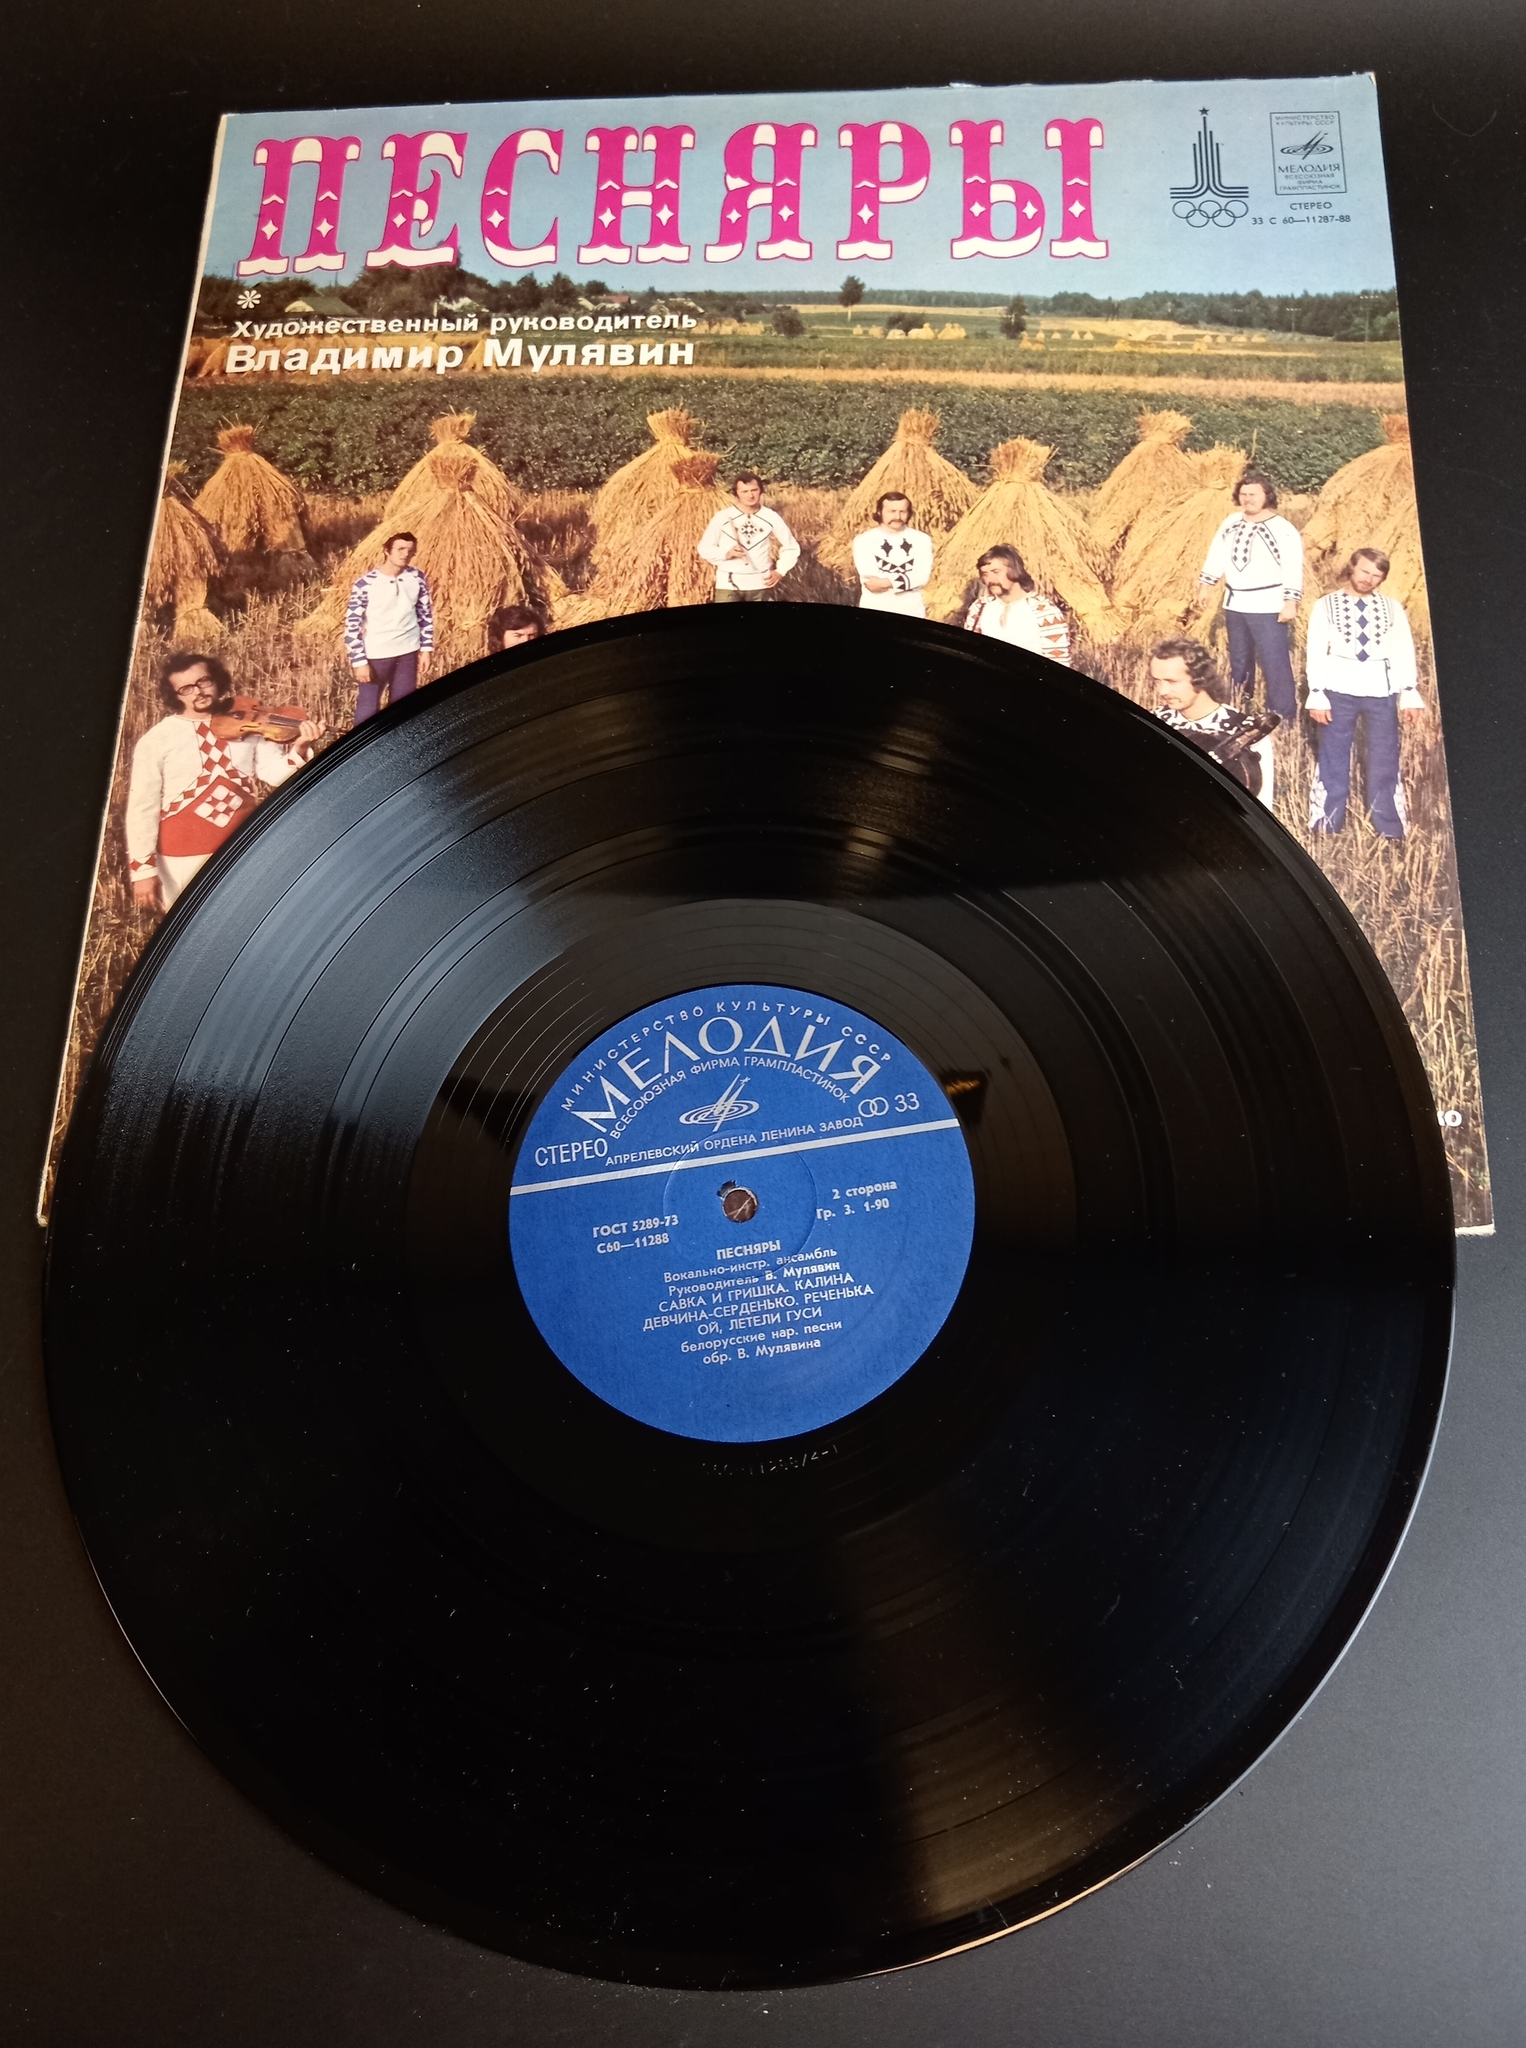 ПЕСНЯРЫ
МИНИСТЕРСТВО
КУЛЬТУРЫ СССР
МЕЛОДИЯ
ВСЕСОЮЗНАЯ
ФИРМА
ГРАМПЛАСТИНОК
СТЕРЕО
33 С 60—11287-88
Художественный руководитель
Владимир Мулявин
МИНИСТЕРСТВО КУЛЬТУРЫ СССР
МЕЛОДИЯ
ВСЕСОЮЗНАЯ ФИРМА ГРАМПЛАСТИНОК
33
СТЕРЕО
АПРЕЛЕВСКИЙ ОРДЕНА ЛЕНИНА ЗАВОД
ГОСТ 5289-73
С60—11288
2 сторона
Гр. 3. 1-90
ПЕСНЯРЫ
Вокально-инстр. ансамбль
Руководитель В. Мулявин
САВКА И ГРИШКА. КАЛИНА
ДЕВЧИНА-СЕРДЕНЬКО. РЕЧЕНЬКА
ОЙ, ЛЕТЕЛИ ГУСИ
белорусские нар. песни
обр. В. Мулявина